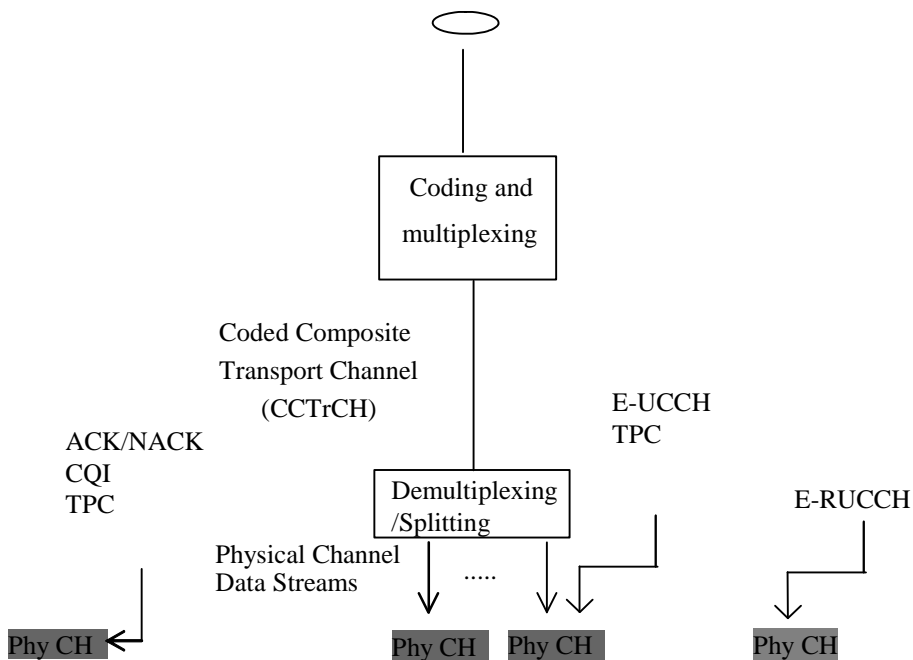 Coding and
multiplexing
Coded Composite
Transport Channel
(CCTrCH)
E-UCCH
TPC
ACK/NACK
CQI
TPC
Demultiplexing
/Splitting
E-RUCCH
Physical Channel
Data Streams
.....
Phy CH
Phy CH
Phy CH
Phy CH